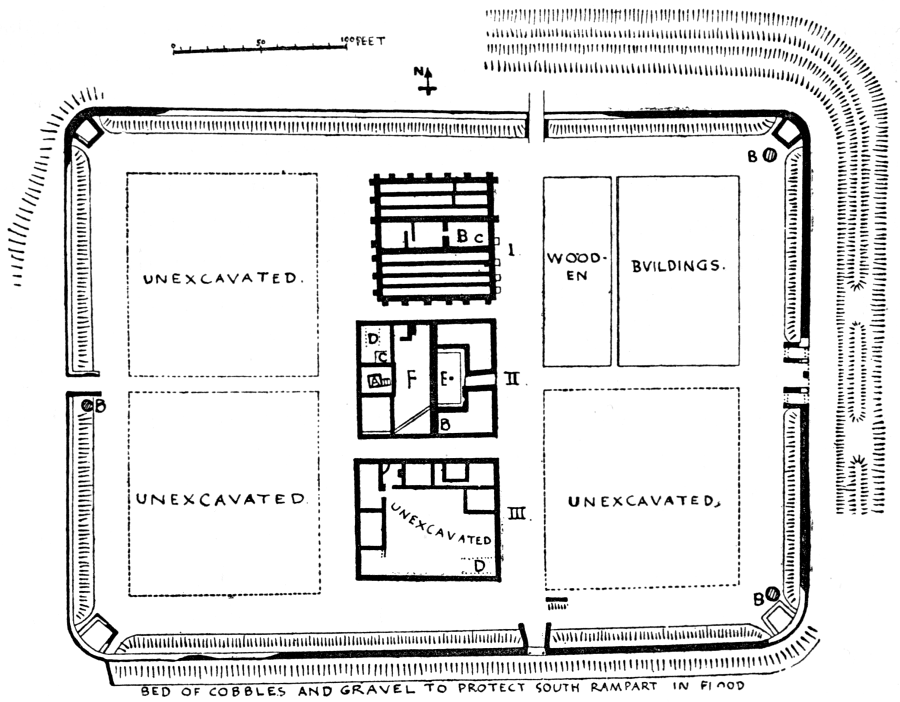 0 50 100 FEET
N
B
B C
I.
WOOD-
EN
BVILDINGS.
UNEXCAVATED.
D
C
A
F
E.
II
B
B
UNEXCAVATED.
UNEXCAVATED
D
III.
UNEXCAVATED,
B
BED OF COBBLES AND GRAVEL TO PROTECT SOUTH RAMPART IN FLOOD